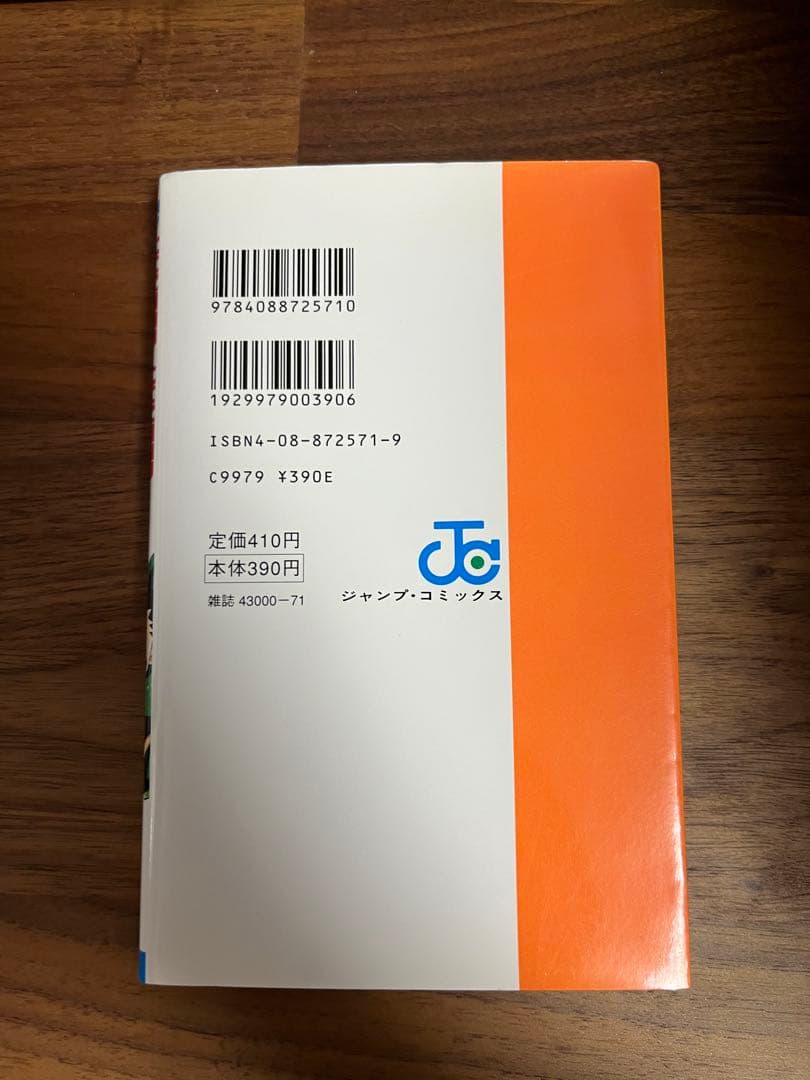 9784088725710
1929979003906
ISBN4-08-872571-9
C9979 ¥390E
定価410円
本体390円
雑誌 43000-71
JC
ジャンプ・コミックス